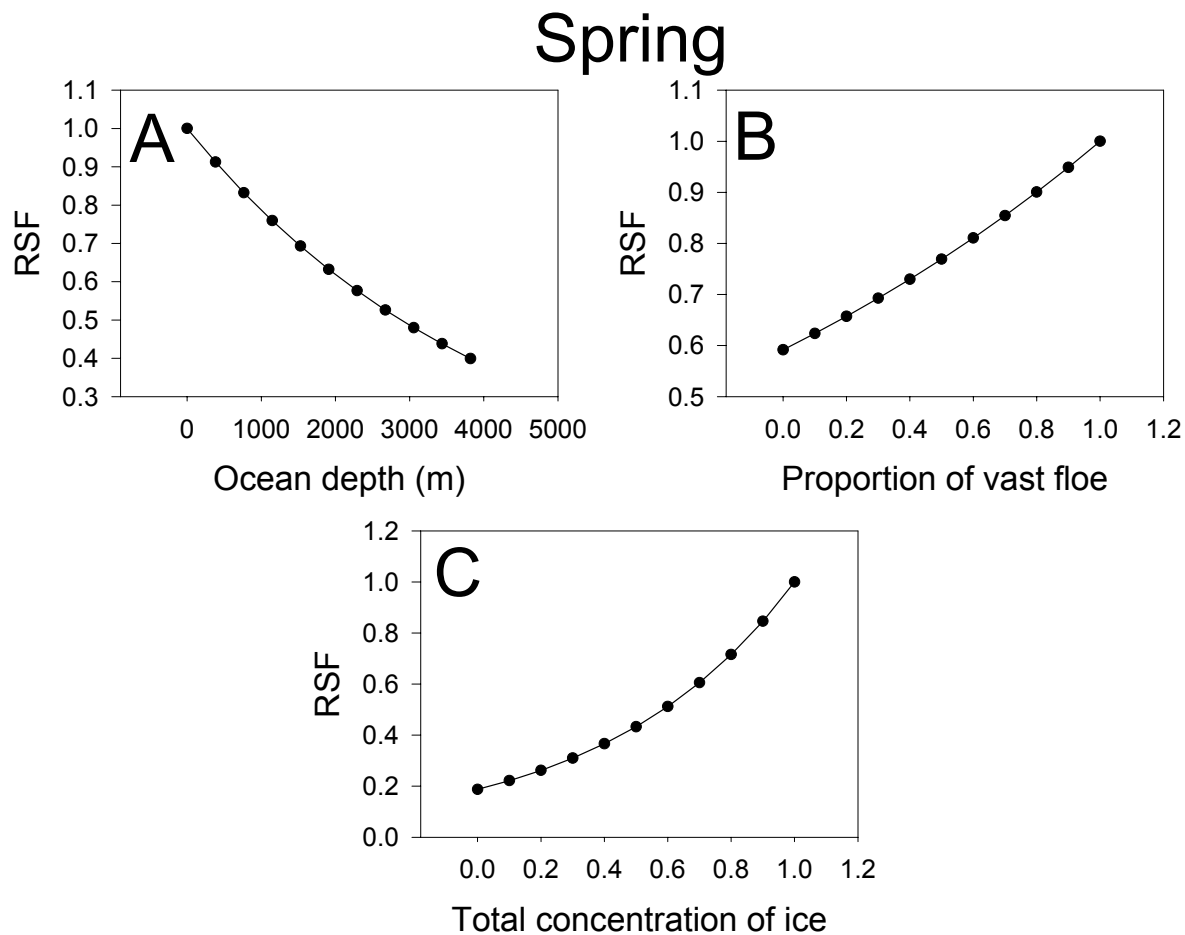 Spring
A
1.1
1.0
0.9
0.8
0.7
0.6
0.5
0.4
0.3
RSF
0 1000 2000 3000 4000 5000
Ocean depth (m)
B
1.1
1.0
0.9
0.8
0.7
0.6
0.5
RSF
0.0 0.2 0.4 0.6 0.8 1.0 1.2
Proportion of vast floe
C
1.2
1.0
0.8
0.6
0.4
0.2
0.0
RSF
0.0 0.2 0.4 0.6 0.8 1.0 1.2
Total concentration of ice